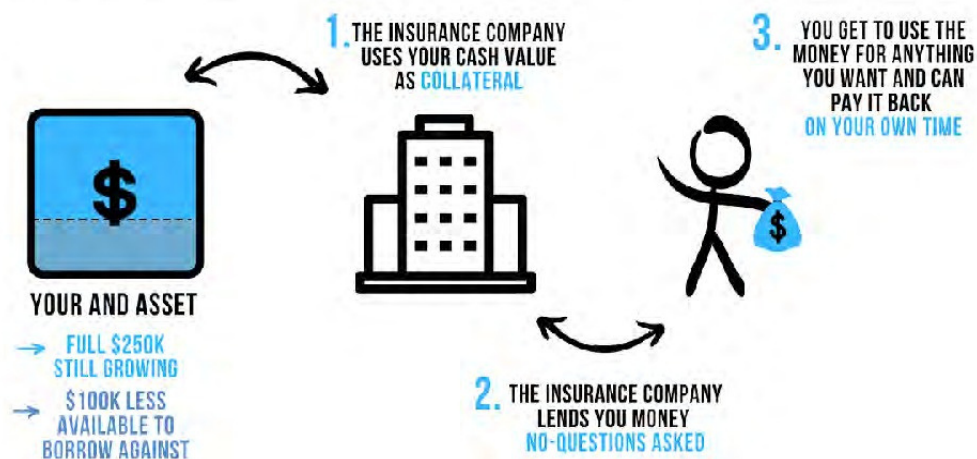 1. THE INSURANCE COMPANY
USES YOUR CASH VALUE
AS COLLATERAL
3. YOU GET TO USE THE
MONEY FOR ANYTHING
YOU WANT AND CAN
PAY IT BACK
ON YOUR OWN TIME
$
$
YOUR AND ASSET
→ FULL $250K
STILL GROWING
→ $100K LESS
AVAILABLE TO
BORROW AGAINST
2. THE INSURANCE COMPANY
LENDS YOU MONEY
NO-QUESTIONS ASKED